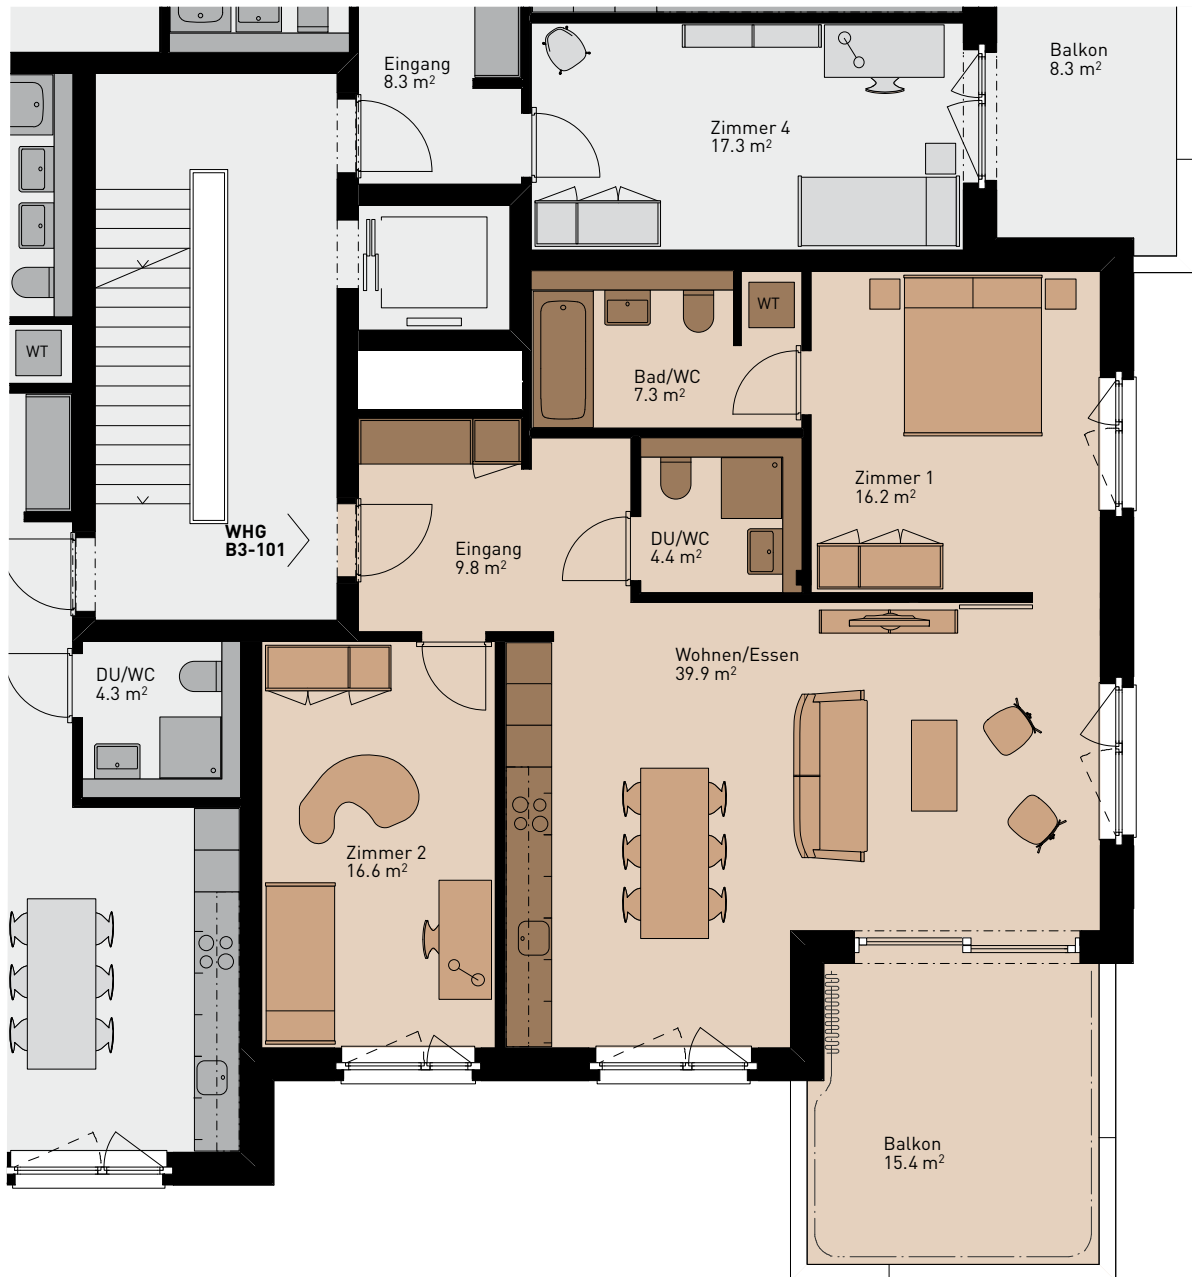 Eingang
8.3 m²
Balkon
8.3 m²
Zimmer 4
17.3 m²
WT
WT
Bad/WC
7.3 m²
Zimmer 1
16.2 m²
WHG
B3-101
Eingang
9.8 m²
DU/WC
4.4 m²
DU/WC
4.3 m²
Wohnen/Essen
39.9 m²
Zimmer 2
16.6 m²
Balkon
15.4 m²